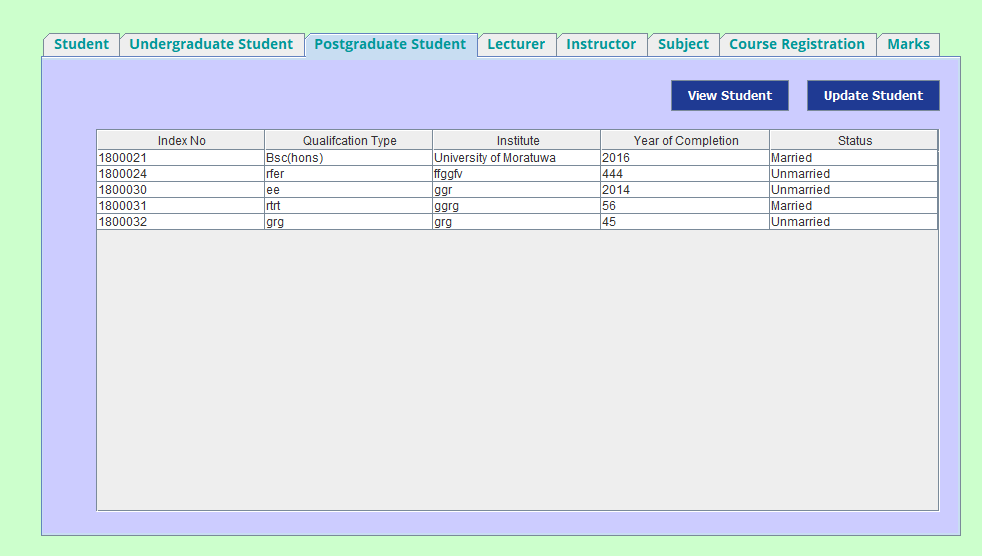 Student Undergraduate Student Postgraduate Student Lecturer Instructor Subject Course Registration Marks
View Student Update Student
Index No Qualifcation Type Institute Year of Completion Status
1800021 Bsc(hons) University of Moratuwa 2016 Married
1800024 rfer ffggfv 444 Unmarried
1800030 ee ggr 2014 Unmarried
1800031 rtrt ggrg 56 Married
1800032 grg grg 45 Unmarried